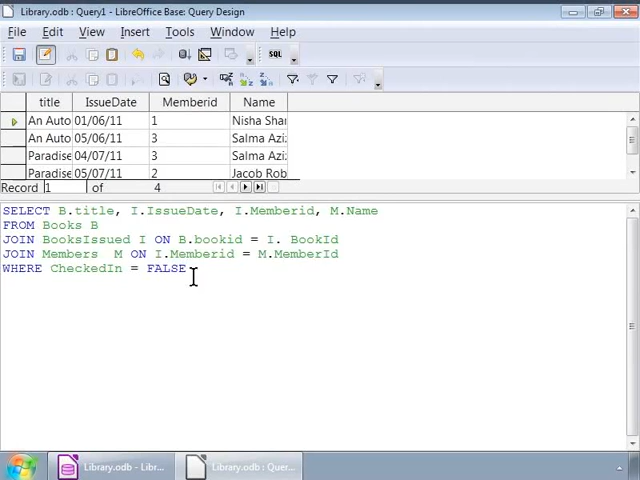 Library.odb : Query1 - LibreOffice Base: Query Design
File Edit View Insert Tools Window Help
SQL
title IssueDate Memberid Name
An Auto 01/06/11 1 Nisha Shar
An Auto 05/06/11 3 Salma Azi
Paradise 04/07/11 3 Salma Azi
Paradise 05/07/11 2 Jacob Rob
Record 1 of 4
SELECT B.title, I.IssueDate, I.Memberid, M.Name
FROM Books B
JOIN BooksIssued I ON B.bookid = I. BookId
JOIN Members M ON I.Memberid = M.MemberId
WHERE CheckedIn = FALSE
Library.odb - Libr... Library.odb : Query...